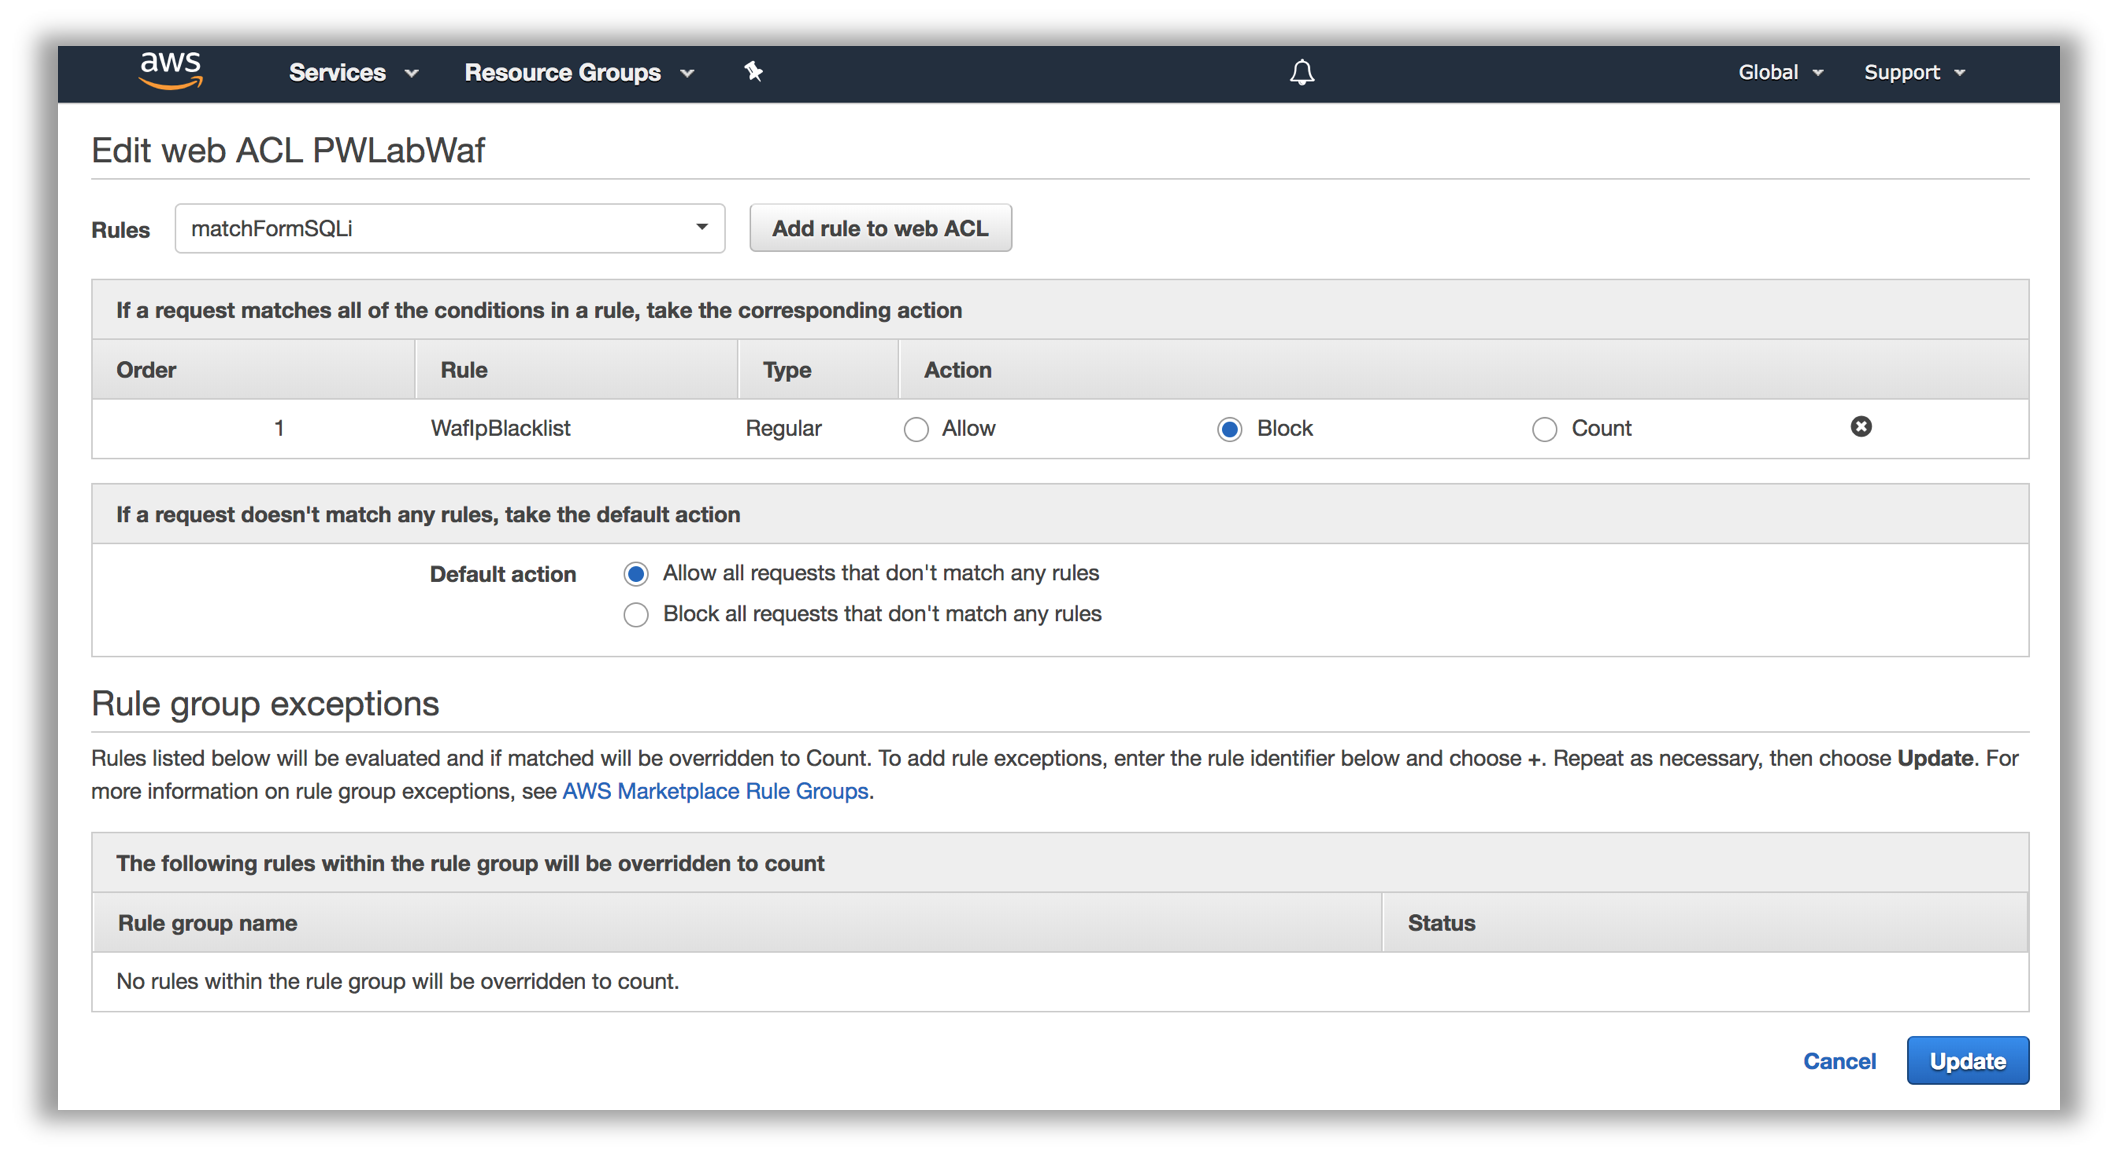 aws Services Resource Groups Global Support
Edit web ACL PWLabWaf
Rules matchFormSQLi Add rule to web ACL
If a request matches all of the conditions in a rule, take the corresponding action
Order Rule Type Action
1 WafIpBlacklist Regular Allow Block Count
If a request doesn't match any rules, take the default action
Default action Allow all requests that don't match any rules
Block all requests that don't match any rules
Rule group exceptions
Rules listed below will be evaluated and if matched will be overridden to Count. To add rule exceptions, enter the rule identifier below and choose +. Repeat as necessary, then choose Update. For
more information on rule group exceptions, see AWS Marketplace Rule Groups.
The following rules within the rule group will be overridden to count
Rule group name Status
No rules within the rule group will be overridden to count.
Cancel Update